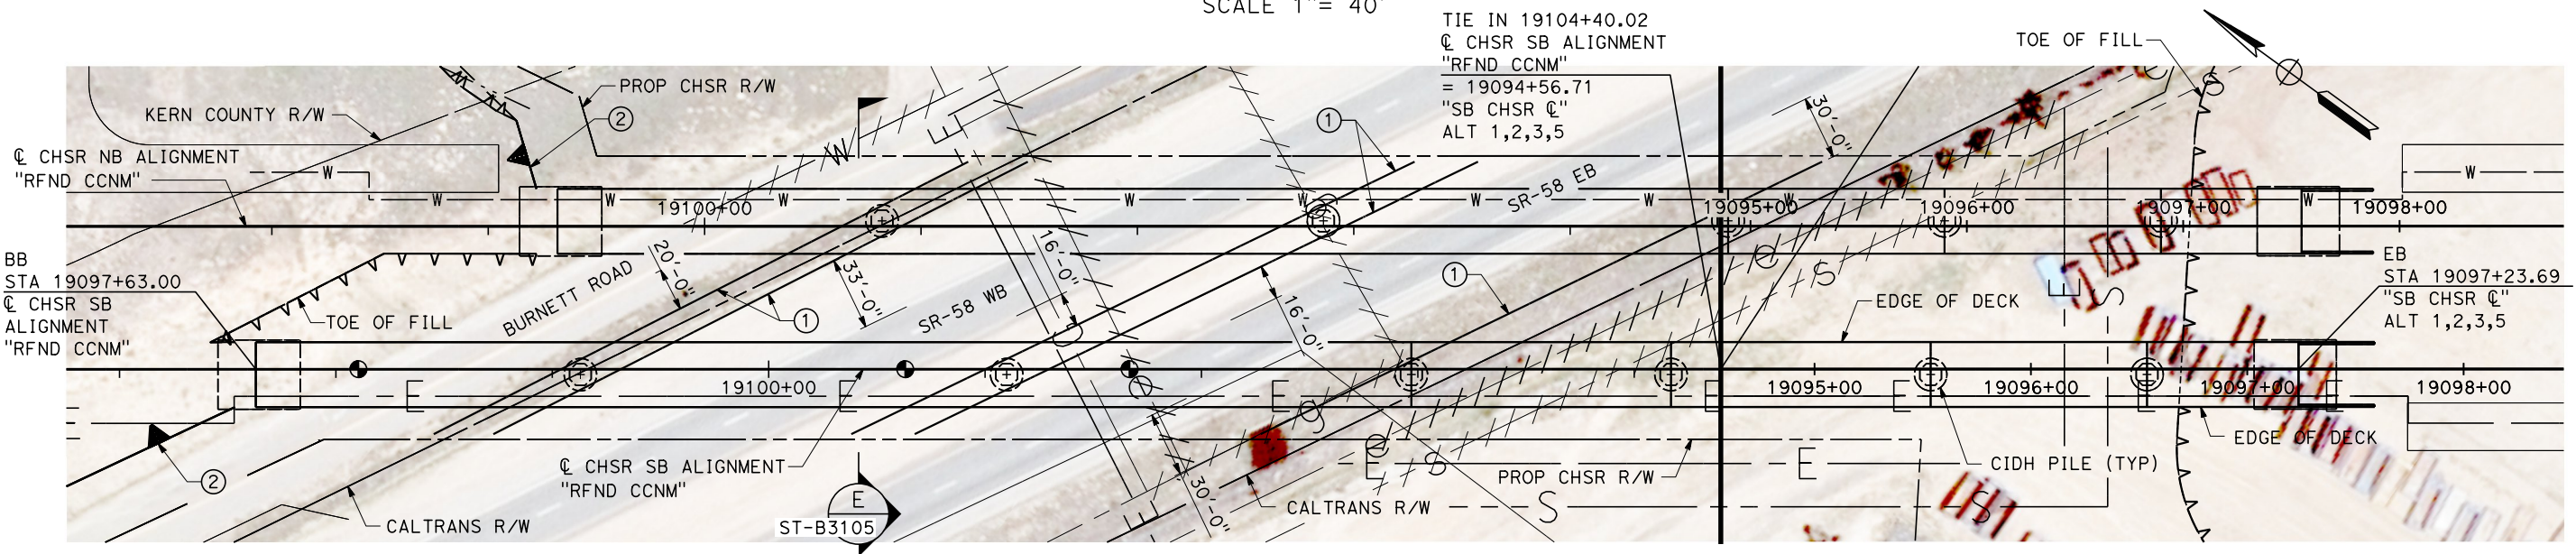 SCALE 1"= 40'
TIE IN 19104+40.02
℄ CHSR SB ALIGNMENT
"RFND CCNM"
= 19094+56.71
"SB CHSR ℄"
ALT 1,2,3,5
TOE OF FILL
PROP CHSR R/W
KERN COUNTY R/W
2
1
30'-0"
℄ CHSR NB ALIGNMENT
"RFND CCNM"
W
W
W
W
W
W
W
W
W
W
W
W
E
C
S
SR-58 EB
19100+00
19095+00
19096+00
19097+00
19098+00
BB
STA 19097+63.00
℄ CHSR SB
ALIGNMENT
"RFND CCNM"
TOE OF FILL
BURNETT ROAD
20'-0"
33'-0"
16'-0"
SR-58 WB
1
1
16'-0"
C
S
E
S
EDGE OF DECK
EB
STA 19097+23.69
"SB CHSR ℄"
ALT 1,2,3,5
19100+00
19095+00
19096+00
19097+00
19098+00
E
E
E
E
E
E
E
S
C
S
E
E
S
S
E
2
℄ CHSR SB ALIGNMENT
"RFND CCNM"
CALTRANS R/W
E
ST-B3105
30'-0"
CALTRANS R/W
PROP CHSR R/W
CIDH PILE (TYP)
EDGE OF DECK